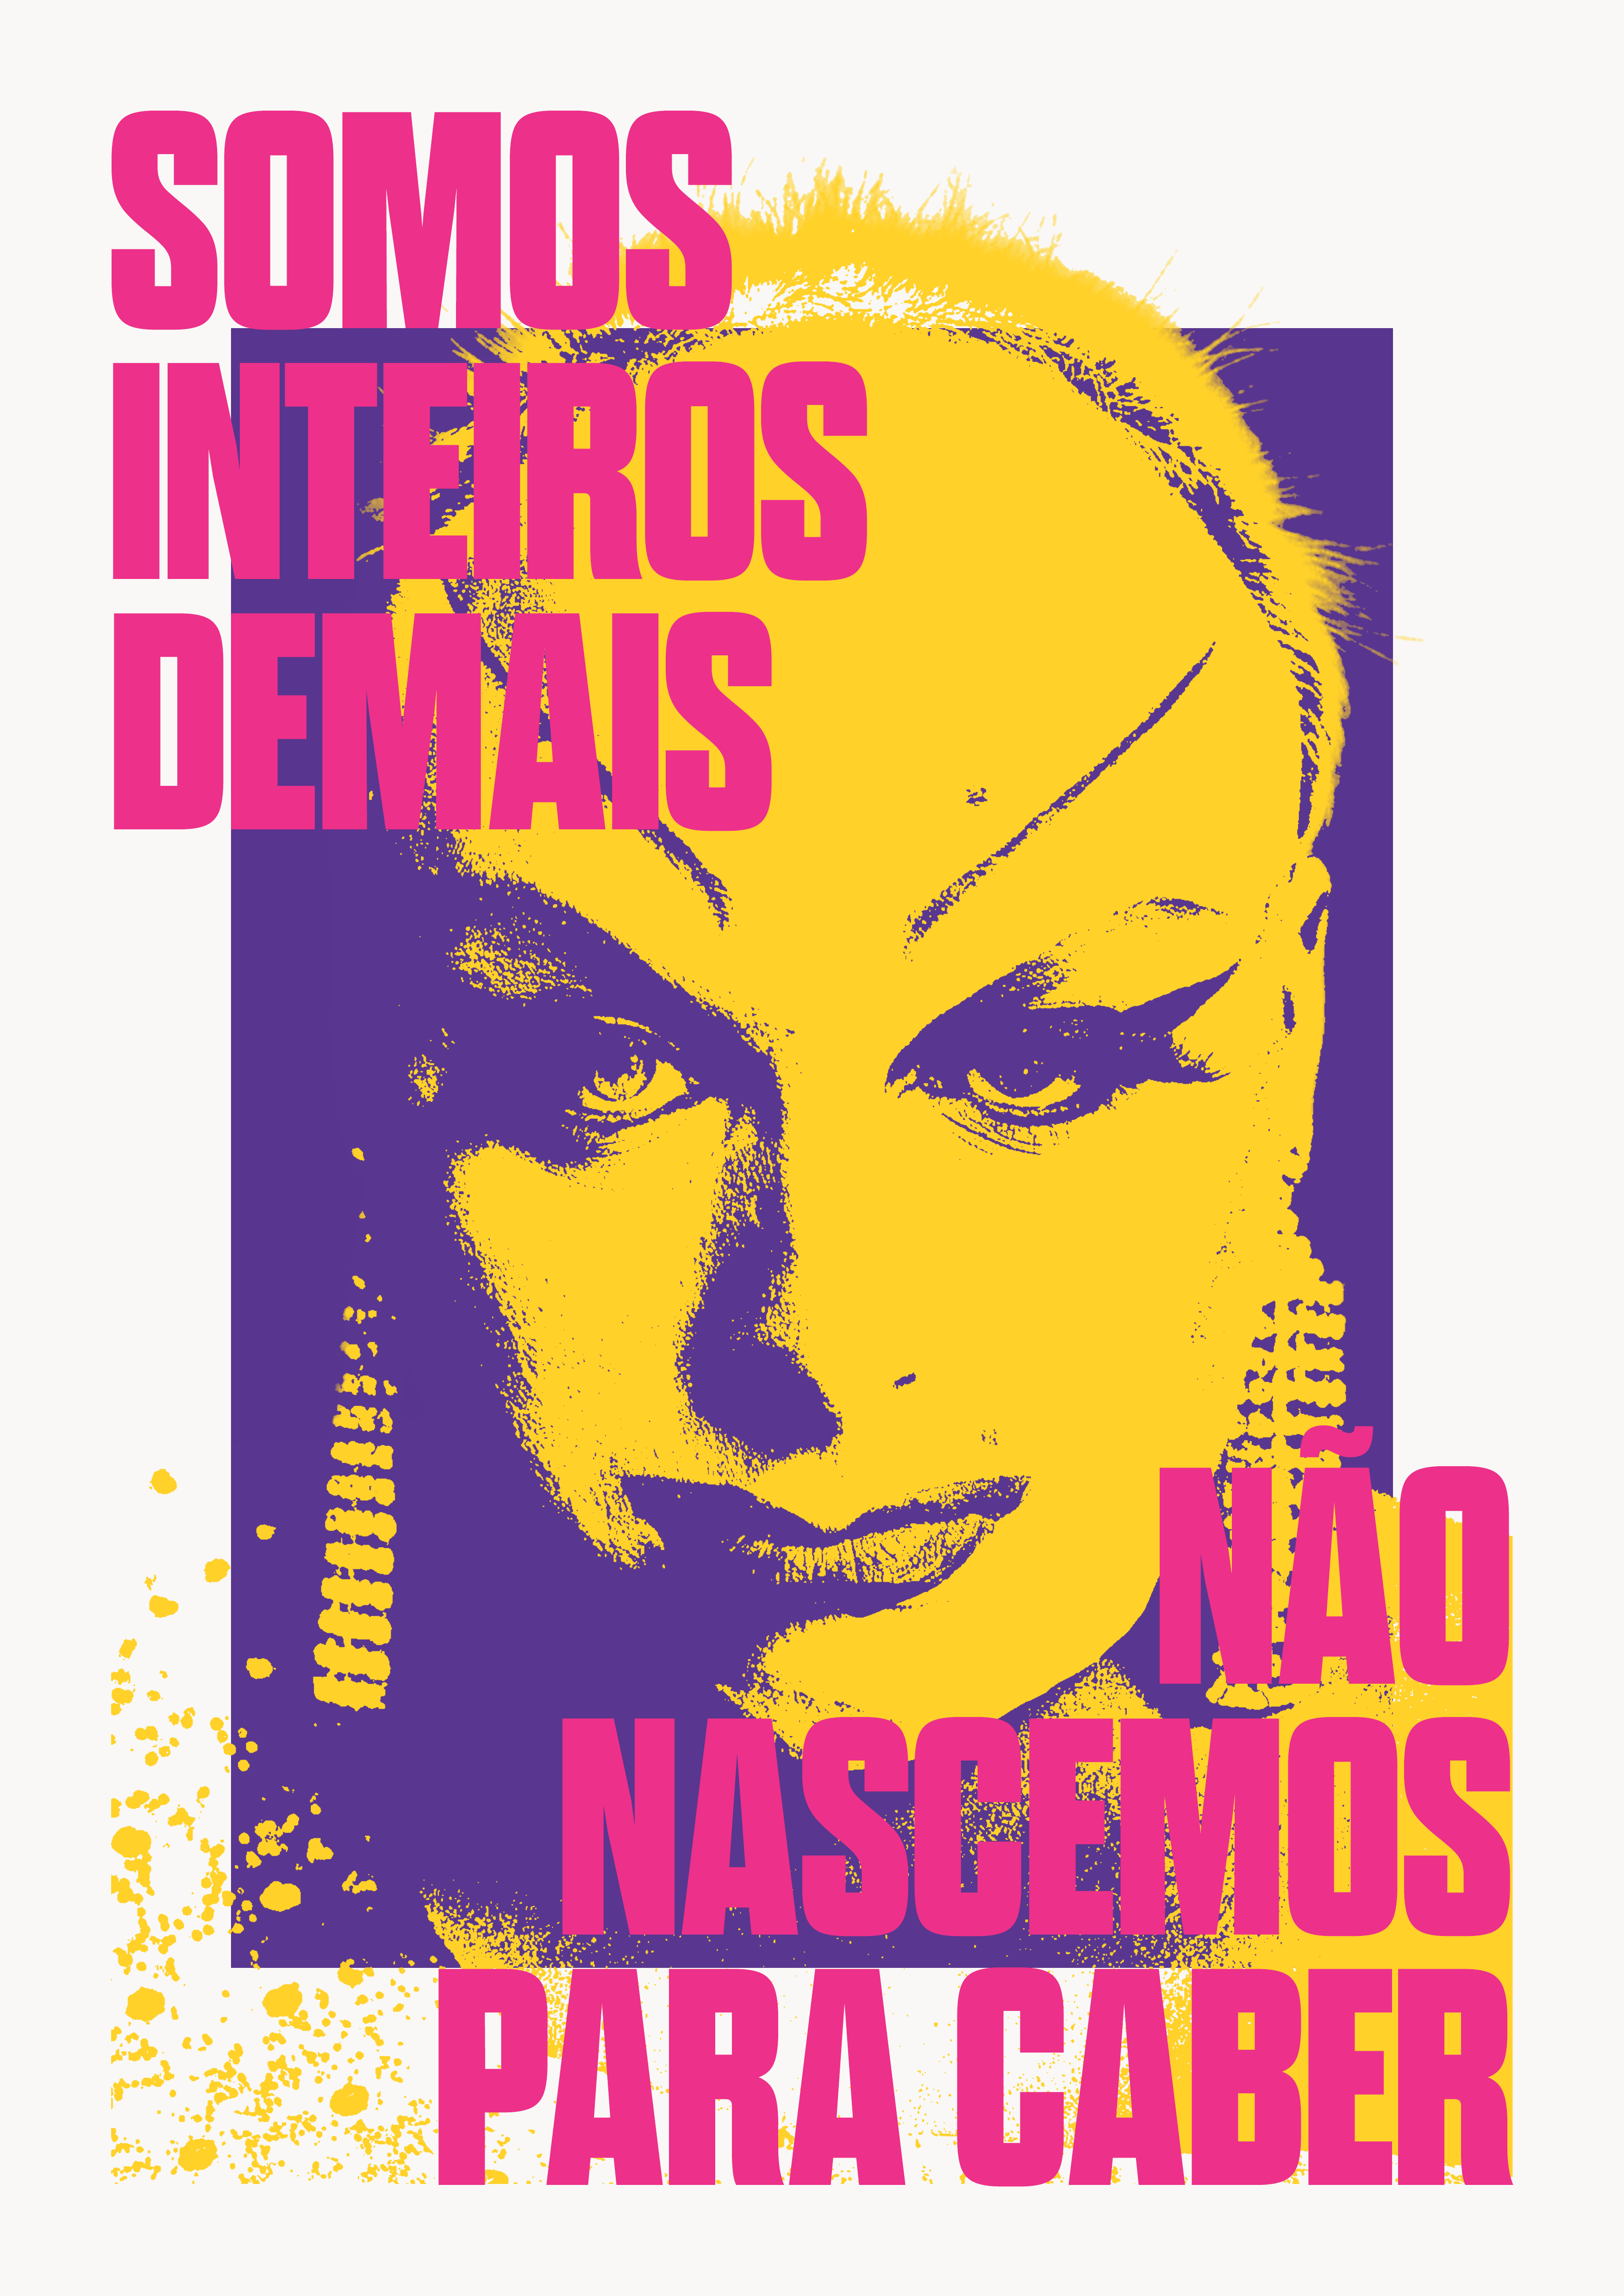 SOMOS
INTEIROS
DEMAIS
NÃO
NASCEMOS
PARA CABER